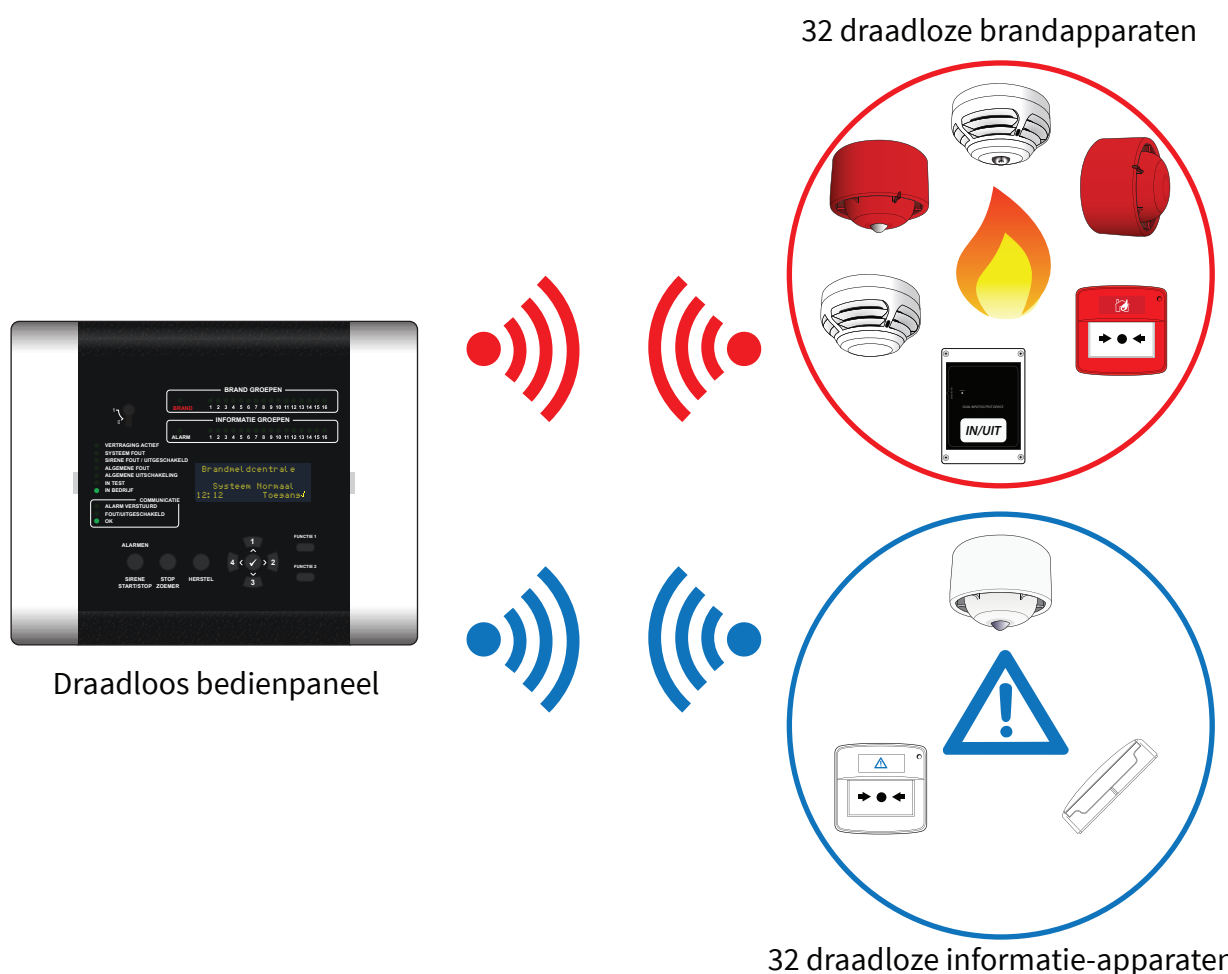 32 draadloze brandapparaten
BRAND GROEPEN
BRAND 1 2 3 4 5 6 7 8 9 10 11 12 13 14 15 16
INFORMATIE GROEPEN
ALARM 1 2 3 4 5 6 7 8 9 10 11 12 13 14 15 16
1
0
VERTRAGING ACTIEF
SYSTEEM FOUT
SIRENE FOUT / UITGESCHAKELD
ALGEMENE FOUT
ALGEMENE UITSCHAKELING
IN TEST
IN BEDRIJF
COMMUNICATIE
ALARM VERSTUURD
FOUT/UITGESCHAKELD
OK
Brandmeldcentrale
Systeem Normaal
12:12 Toegang✓
ALARMEN
SIRENE START/STOP
STOP ZOEMER
HERSTEL
1
4 < ✓ > 2
3
FUNCTIE 1
FUNCTIE 2
IN/UIT
Draadloos bedienpaneel
32 draadloze informatie-apparater